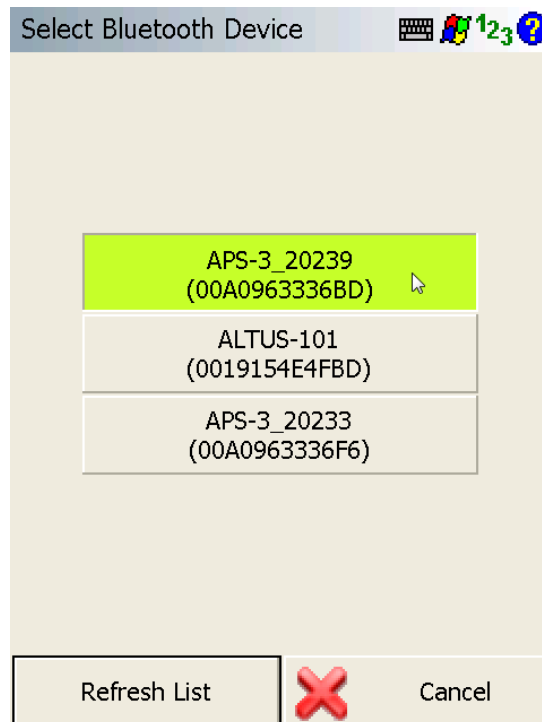 Select Bluetooth Device
123
?
APS-3_20239
(00A0963336BD)
ALTUS-101
(0019154E4FBD)
APS-3_20233
(00A0963336F6)
Refresh List
Cancel